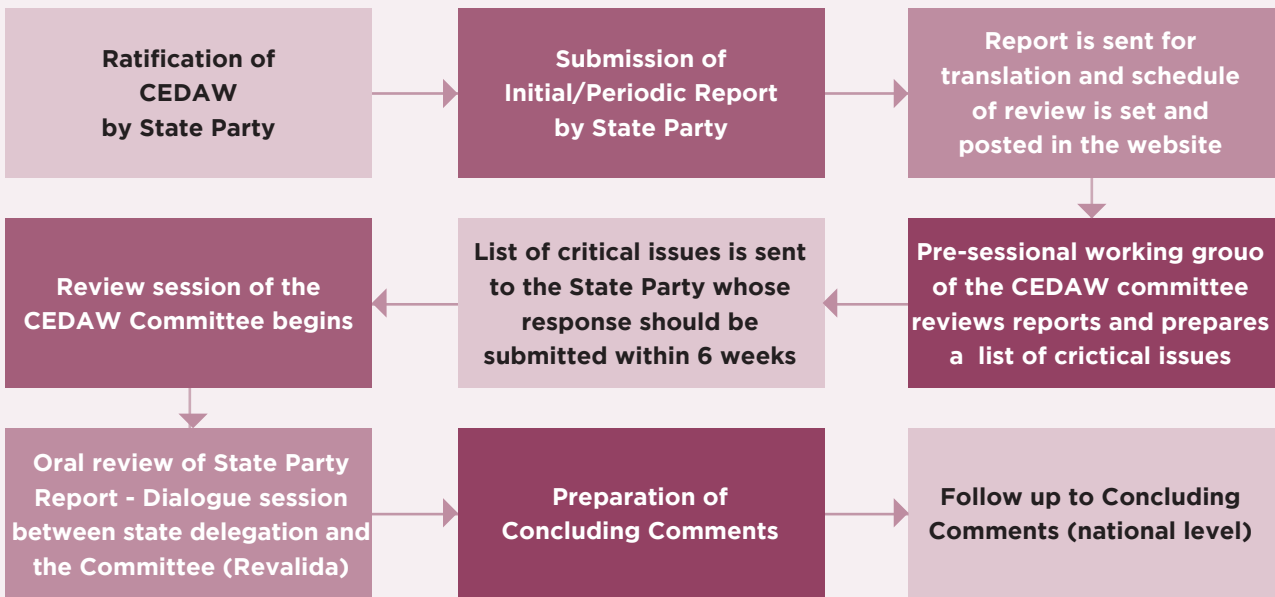 Ratification of
CEDAW
by State Party
Submission of
Initial/Periodic Report
by State Party
Report is sent for
translation and schedule
of review is set and
posted in the website
Pre-sessional working grouo
of the CEDAW committee
reviews reports and prepares
a list of crictical issues
List of critical issues is sent
to the State Party whose
response should be
submitted within 6 weeks
Review session of the
CEDAW Committee begins
Oral review of State Party
Report - Dialogue session
between state delegation and
the Committee (Revalida)
Preparation of
Concluding Comments
Follow up to Concluding
Comments (national level)